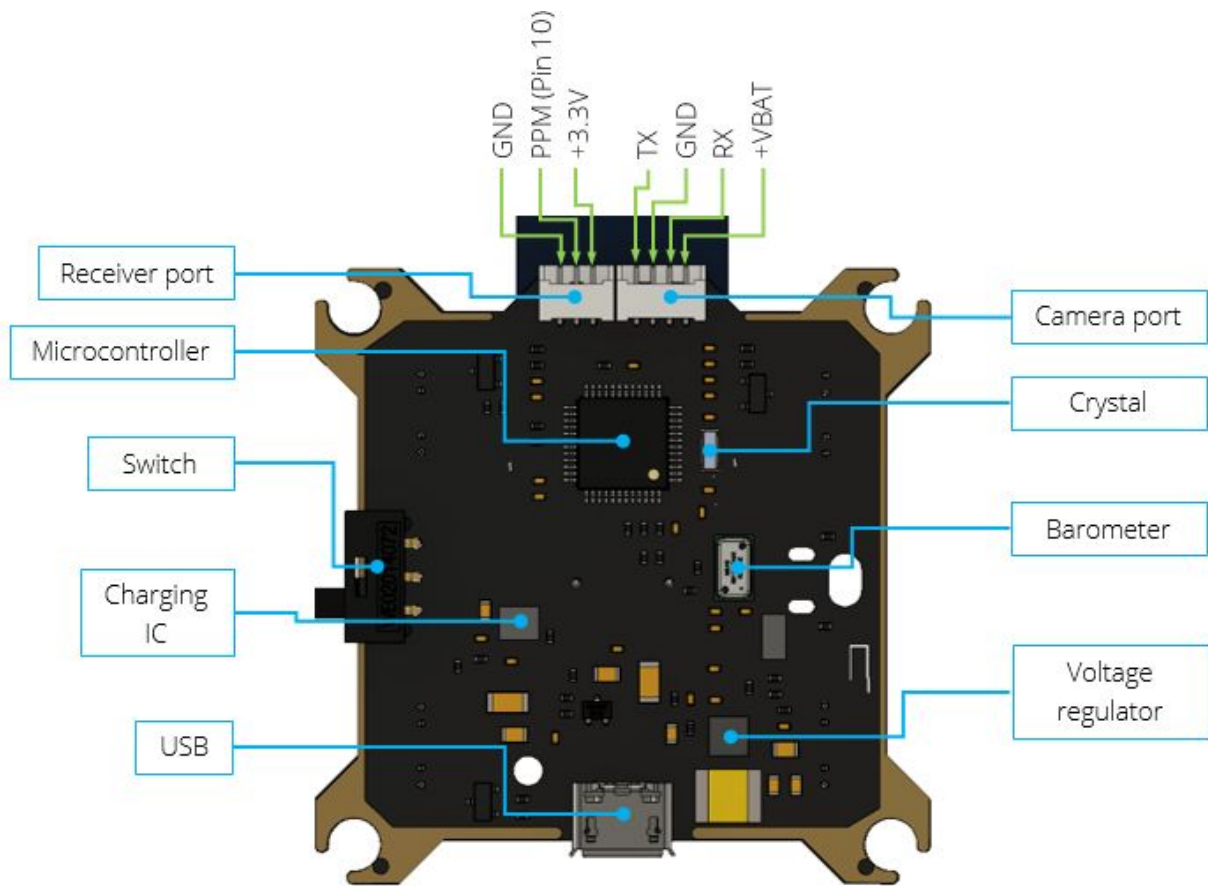 GND
PPM (Pin 10)
+3.3V
TX
GND
RX
+VBAT
Receiver port
Microcontroller
Switch
Charging
IC
USB
Camera port
Crystal
Barometer
Voltage
regulator